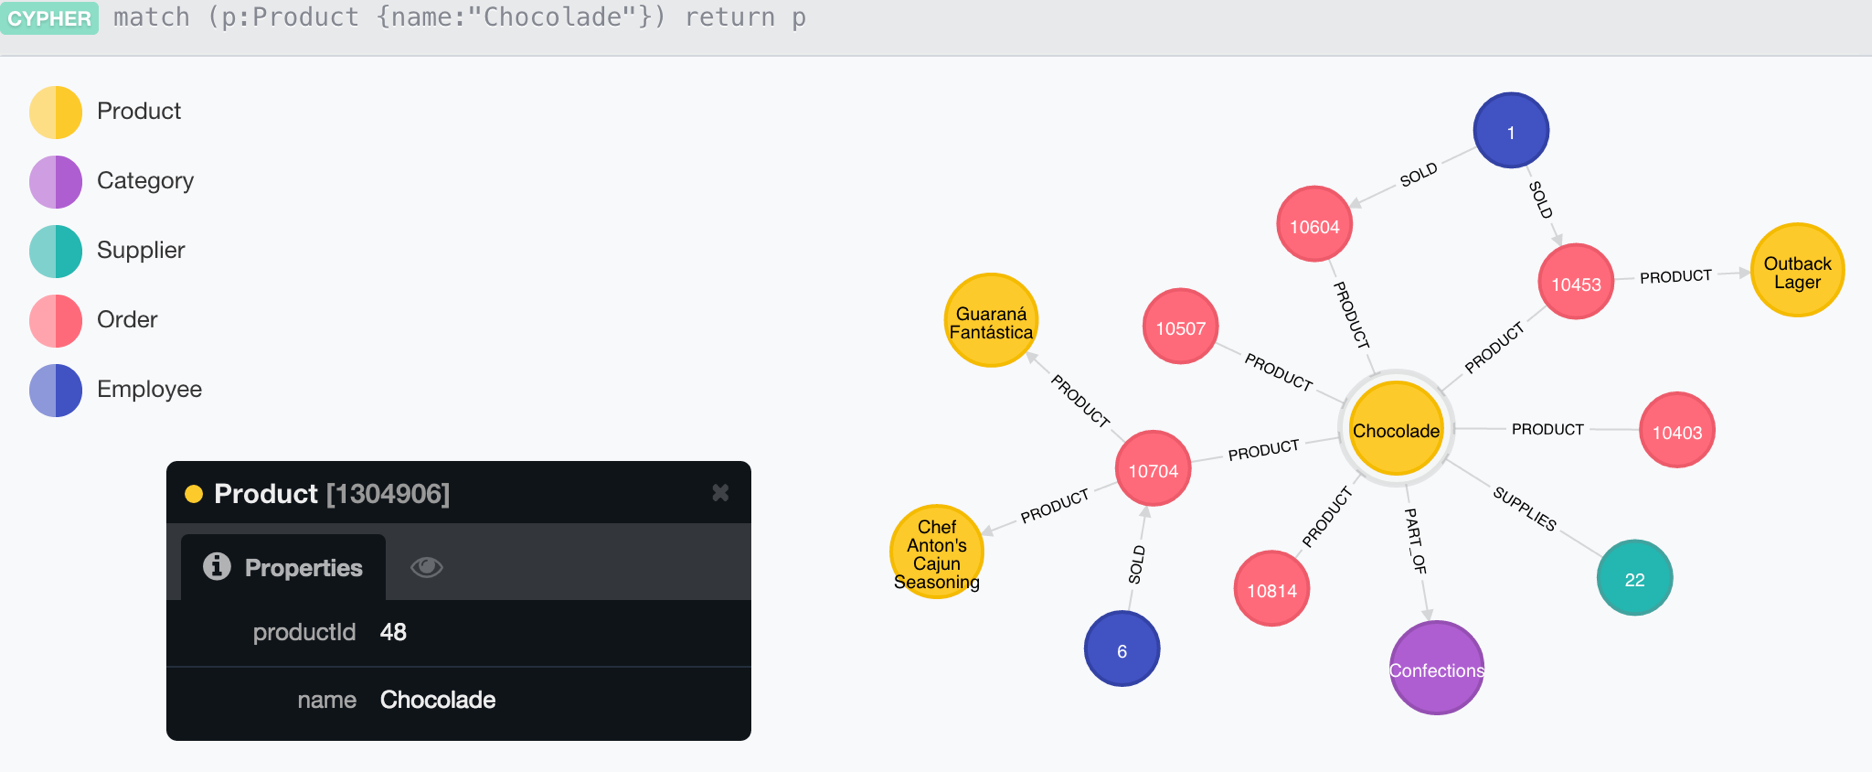 CYPHER match (p:Product {name:"Chocolade"}) return p
Product
Category
Supplier
Order
Employee
Product [1304906]
Properties
productId 48
name Chocolade
1
SOLD
SOLD
10604
10453
PRODUCT
Outback
Lager
PRODUCT
PRODUCT
Guaraná
Fantástica
10507
PRODUCT
PRODUCT
Chocolade
PRODUCT
10403
10704
PRODUCT
PRODUCT
Chef
Anton's
Cajun
Seasoning
SOLD
6
PRODUCT
10814
PART_OF
Confections
SUPPLIES
22